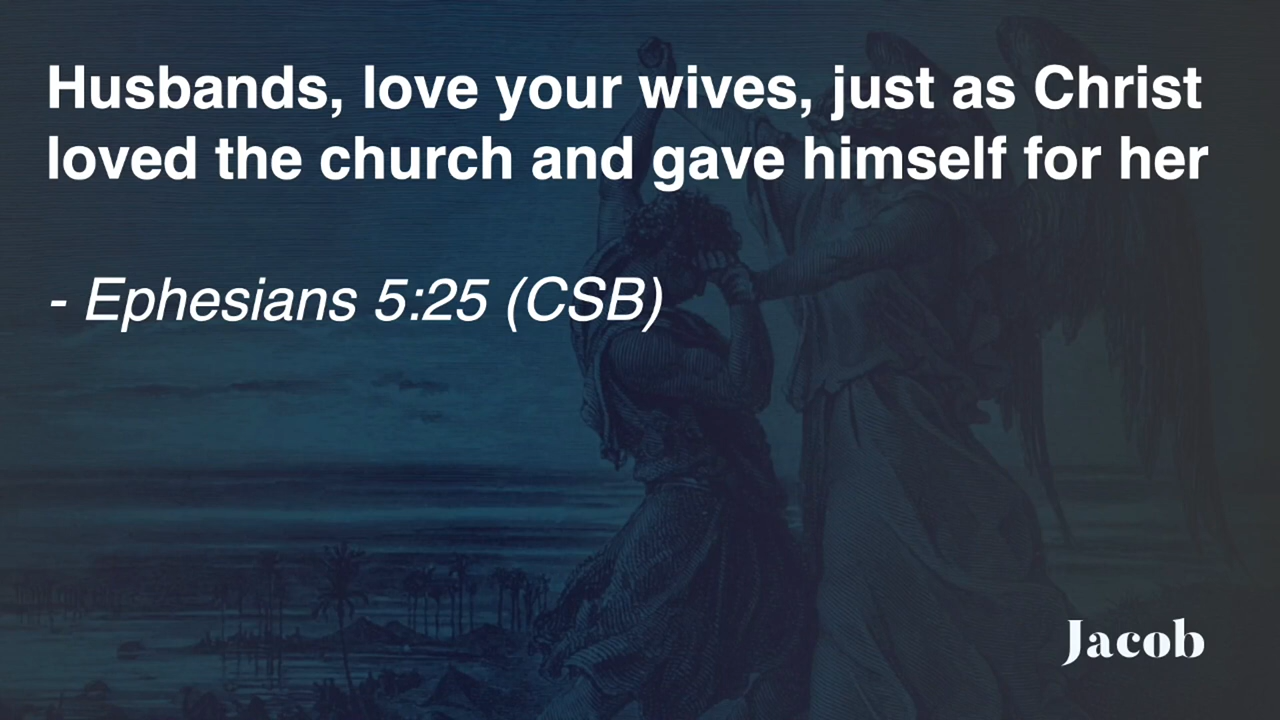 Husbands, love your wives, just as Christ
loved the church and gave himself for her
- Ephesians 5:25 (CSB)
Jacob